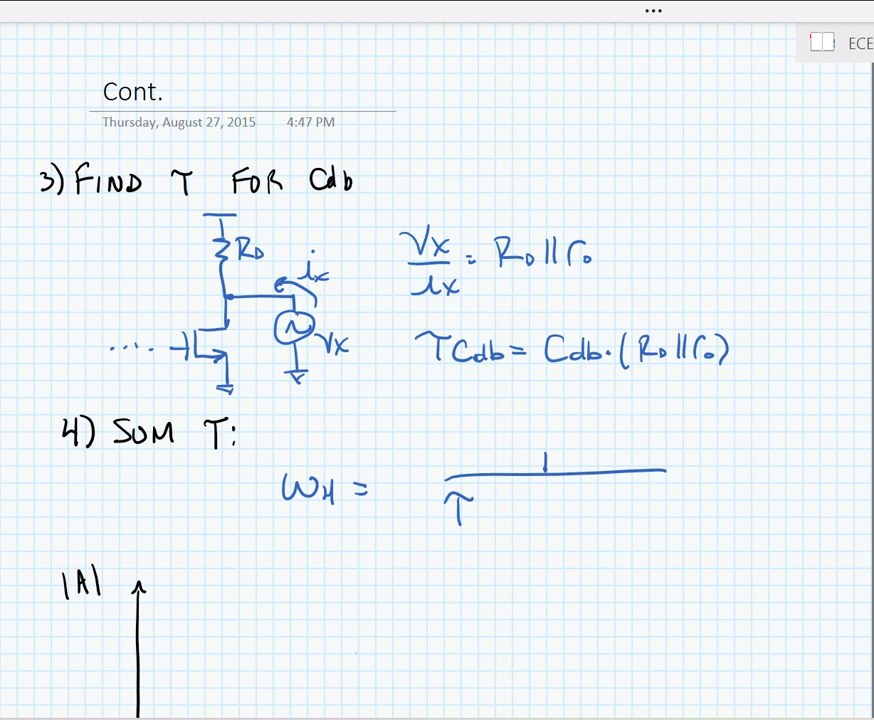 ...
ECE
Cont.
Thursday, August 27, 2015 4:47 PM
3) FIND τ FOR Cdb
RD
ix
Vx
Vx/ix = RD||ro
τCdb = Cdb·(RD||ro)
4) SUM τ:
ωH = 1/τ
|A|